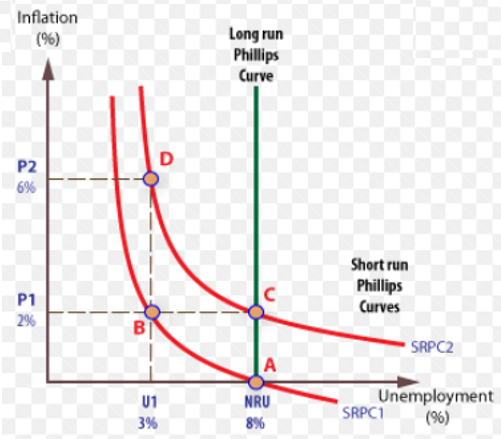 Inflation
(%)
Long run
Phillips
Curve
D
P2
6%
Short run
Phillips
Curves
C
P1
2%
B
SRPC2
A
Unemployment
(%)
U1
3%
NRU
8%
SRPC1